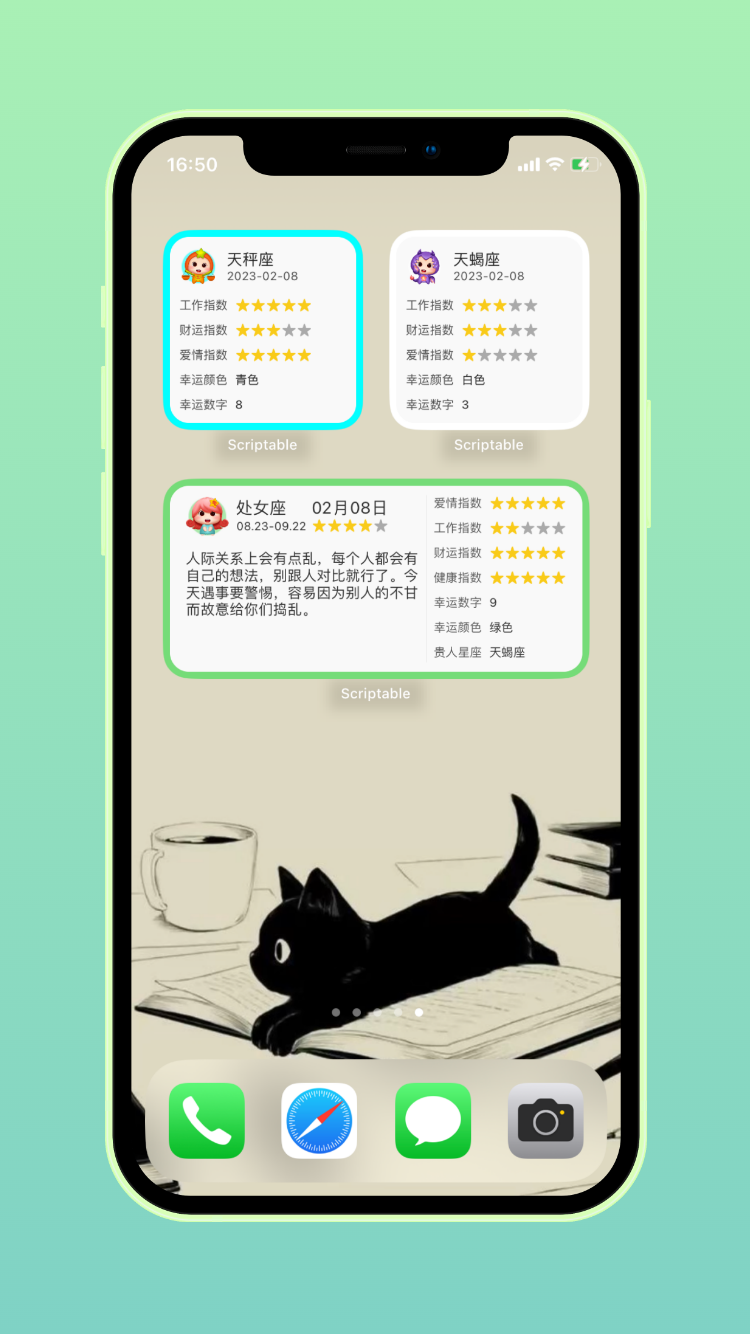 16:50
天秤座
2023-02-08
工作指数
财运指数
爱情指数
幸运颜色 青色
幸运数字 8
Scriptable
天蝎座
2023-02-08
工作指数
财运指数
爱情指数
幸运颜色 白色
幸运数字 3
Scriptable
处女座 02月08日
08.23-09.22
人际关系上会有点乱，每个人都会有
自己的想法，别跟人对比就行了。今
天遇事要警惕，容易因为别人的不甘
而故意给你们捣乱。
爱情指数
工作指数
财运指数
健康指数
幸运数字 9
幸运颜色 绿色
贵人星座 天蝎座
Scriptable